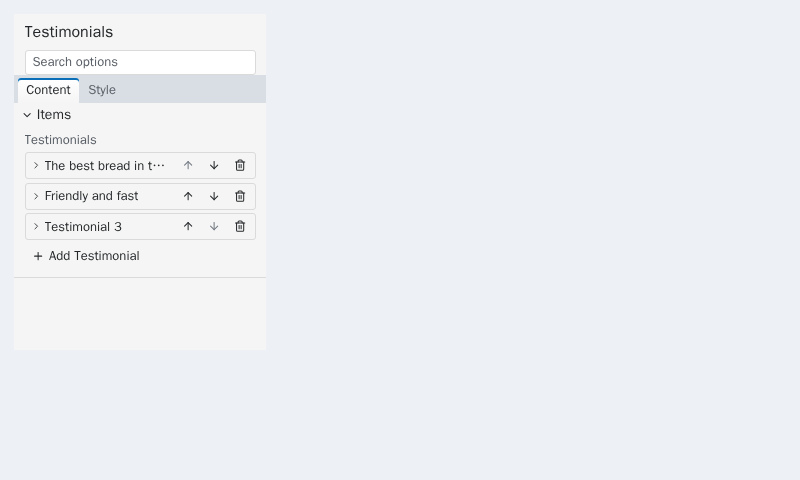 Testimonials
Search options
Content Style
Items
Testimonials
The best bread in t···
Friendly and fast
Testimonial 3
Add Testimonial